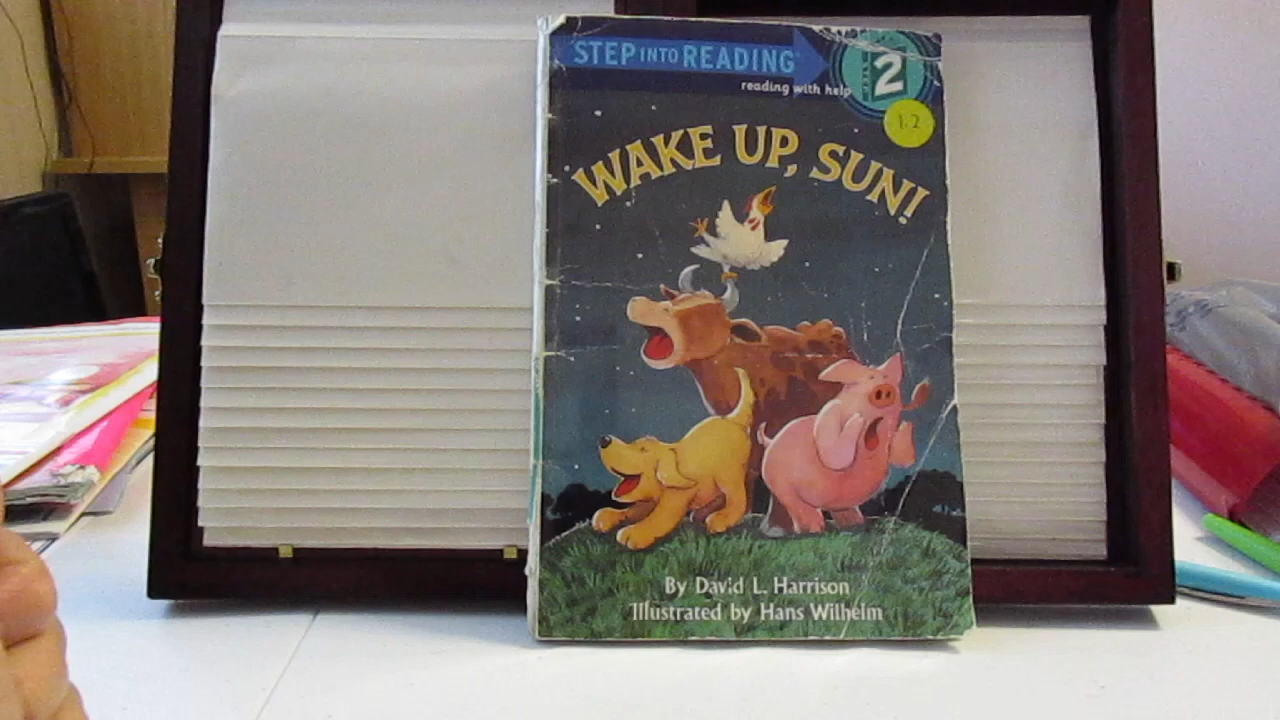 STEP INTO READING®
2
reading with help
1.2
WAKE UP, SUN!
By David L. Harrison
Illustrated by Hans Wilhelm